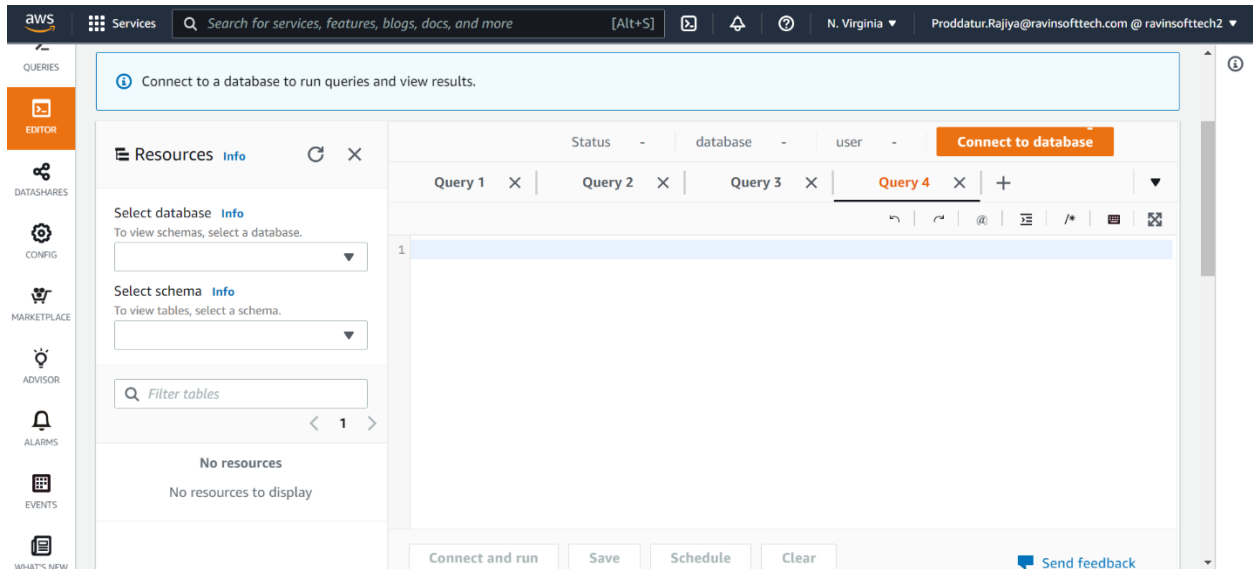 aws Services Search for services, features, blogs, docs, and more [Alt+S] N. Virginia ▼ Proddatur.Rajiya@ravinsofttech.com @ ravinsofttech2 ▼
QUERIES
EDITOR
DATASHARES
CONFIG
MARKETPLACE
ADVISOR
ALARMS
EVENTS
WHAT'S NEW
Connect to a database to run queries and view results.
Resources Info
Select database Info
To view schemas, select a database.
Select schema Info
To view tables, select a schema.
Filter tables
< 1 >
No resources
No resources to display
Status - database - user - Connect to database
Query 1 Query 2 Query 3 Query 4 +
@ /*
1
Connect and run Save Schedule Clear Send feedback